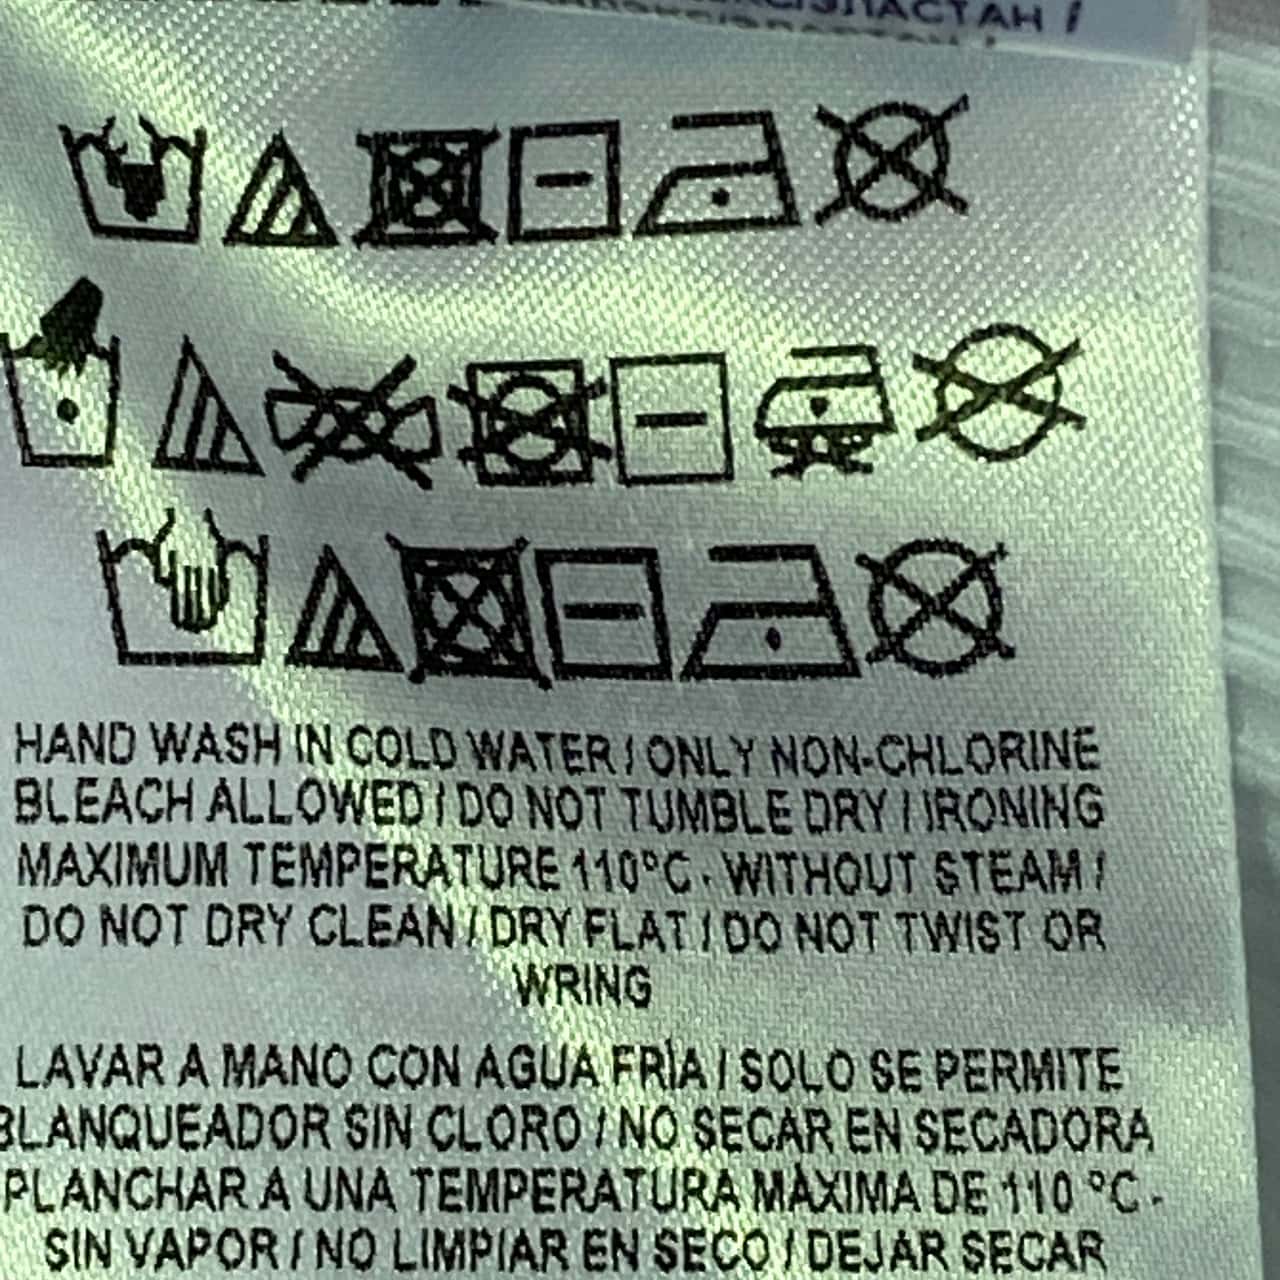 ЭЛАСТАН /
HAND WASH IN COLD WATER / ONLY NON-CHLORINE
BLEACH ALLOWED / DO NOT TUMBLE DRY / IRONING
MAXIMUM TEMPERATURE 110°C. WITHOUT STEAM /
DO NOT DRY CLEAN / DRY FLAT / DO NOT TWIST OR
WRING
LAVAR A MANO CON AGUA FRÌA / SOLO SE PERMITE
BLANQUEADOR SIN CLORO / NO SECAR EN SECADORA
PLANCHAR A UNA TEMPERATURA MÀXIMA DE 110 °C.
SIN VAPOR / NO LIMPIAR EN SECO / DEJAR SECAR